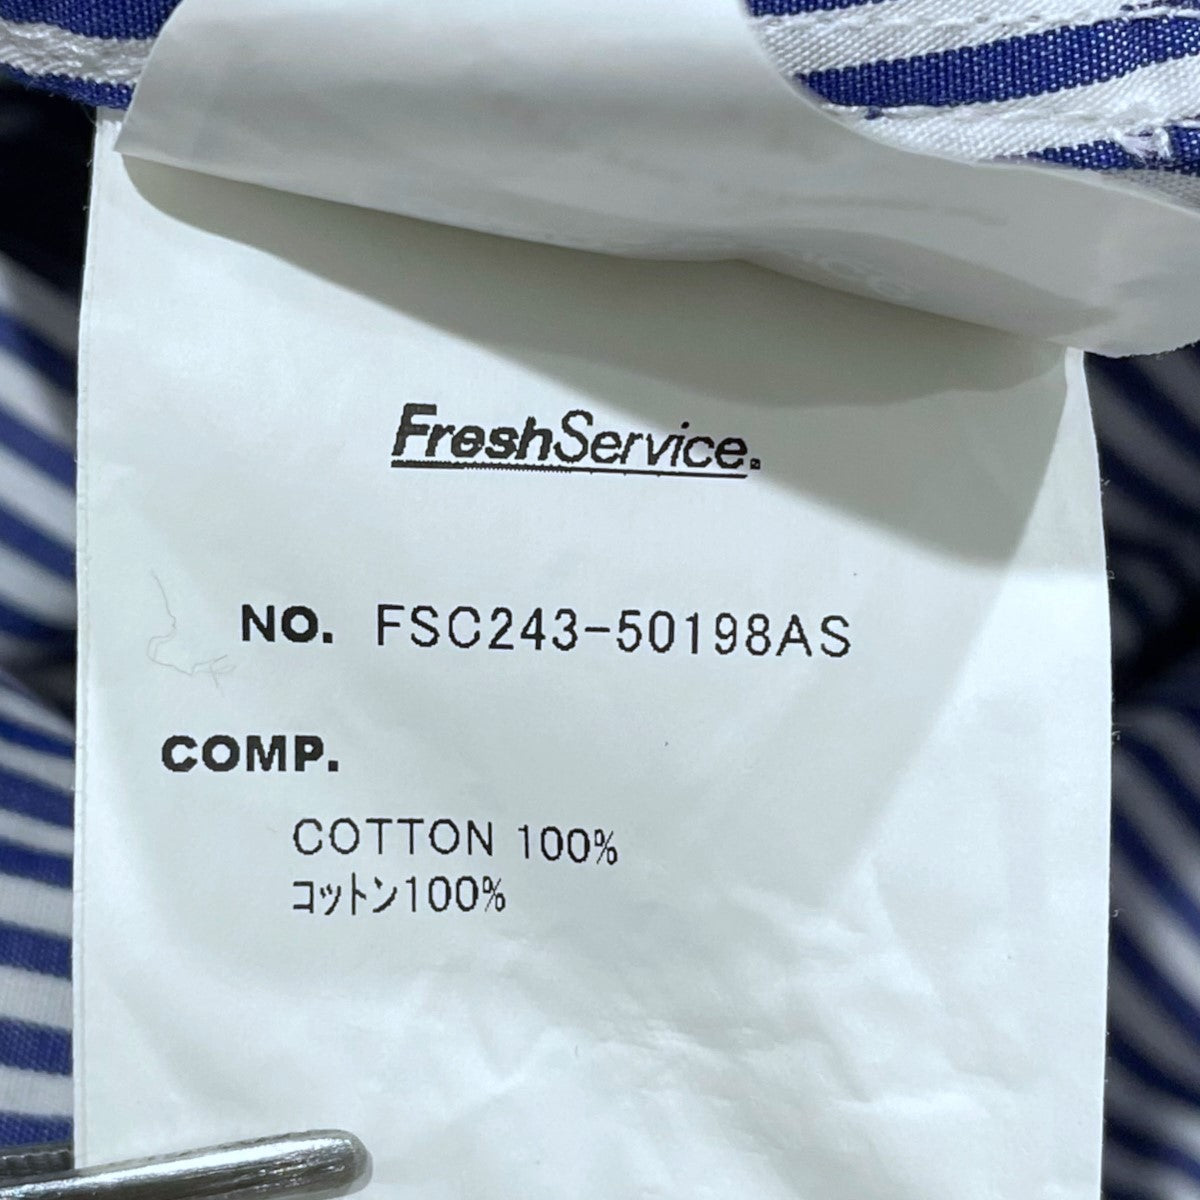 FreshService.
NO. FSC243-50198AS
COMP.
COTTON 100%
コットン100%